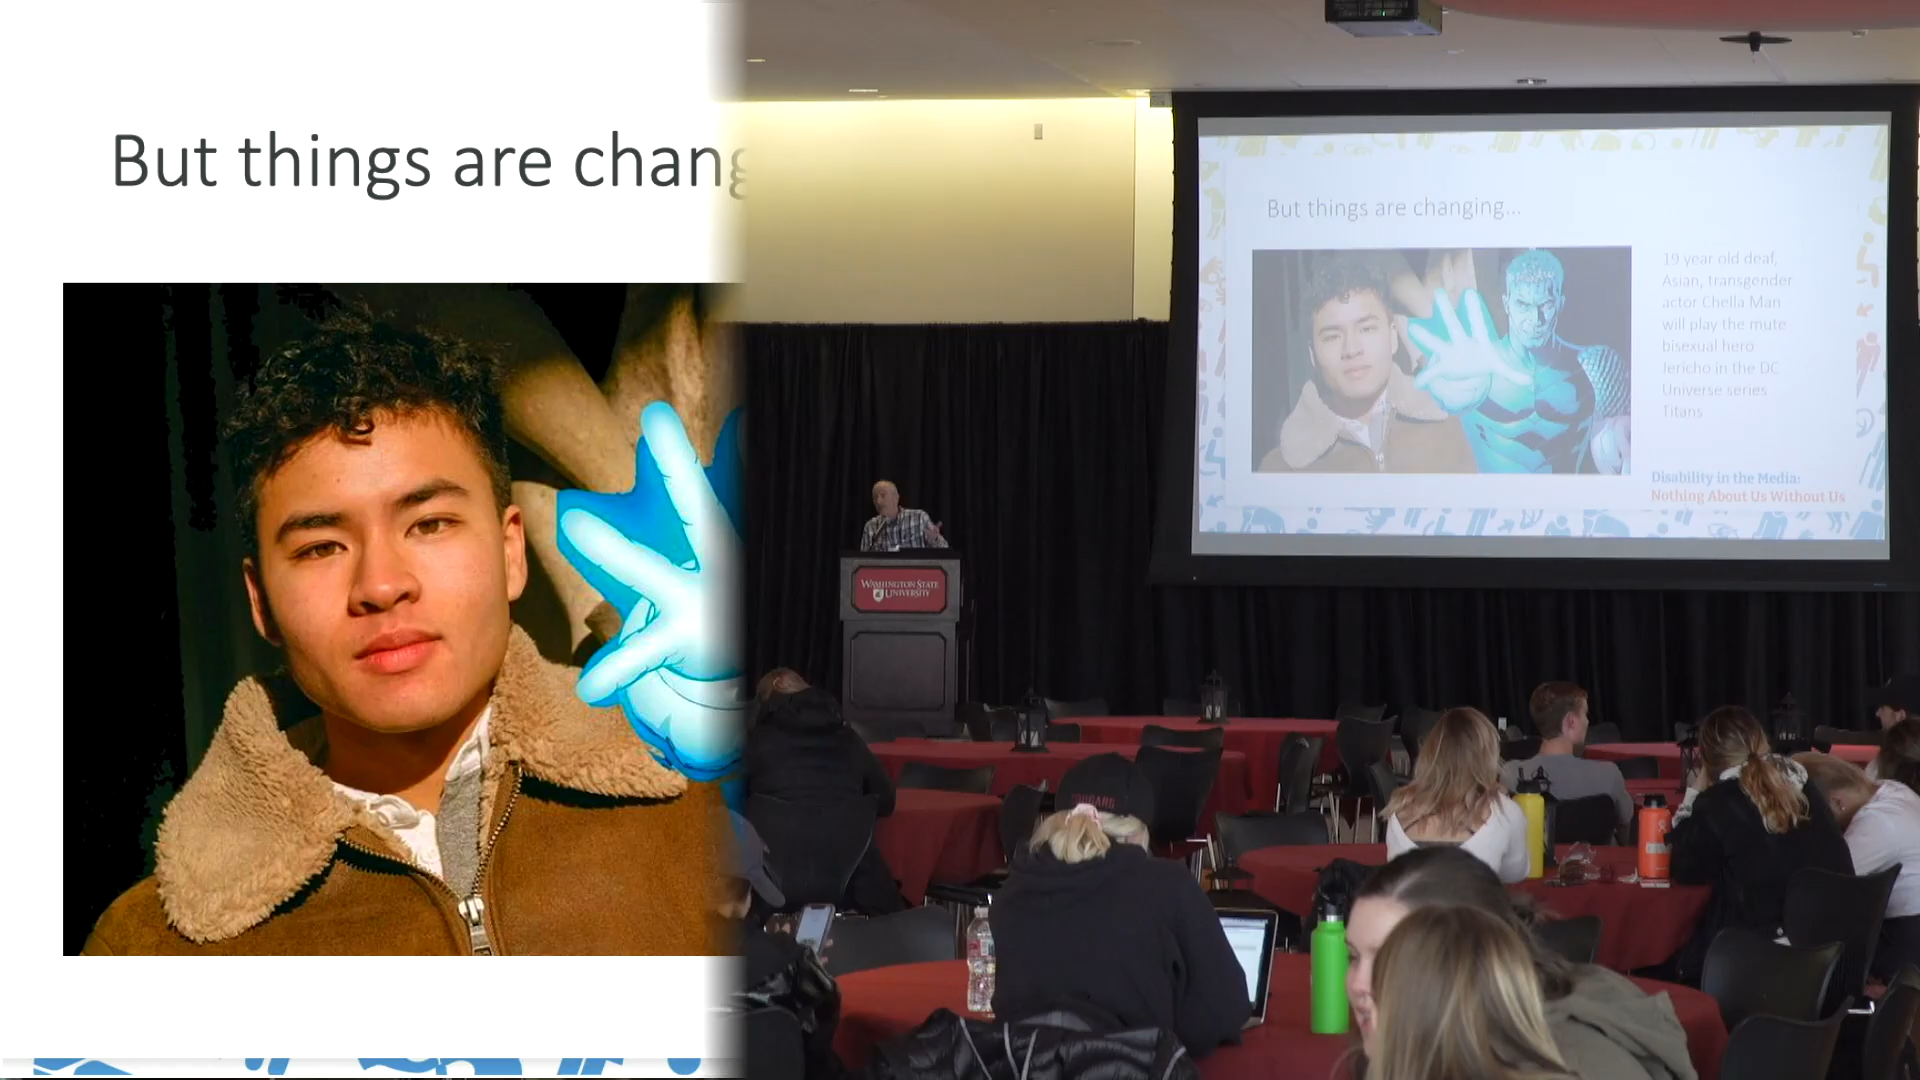 But things are chang
But things are changing...
19 year old deaf,
Asian, transgender
actor Chella Man
will play the mute
bisexual hero
Jericho in the DC
Universe series
Titans
Disability in the Media:
Nothing About Us Without Us
WASHINGTON STATE
UNIVERSITY
COUGARS